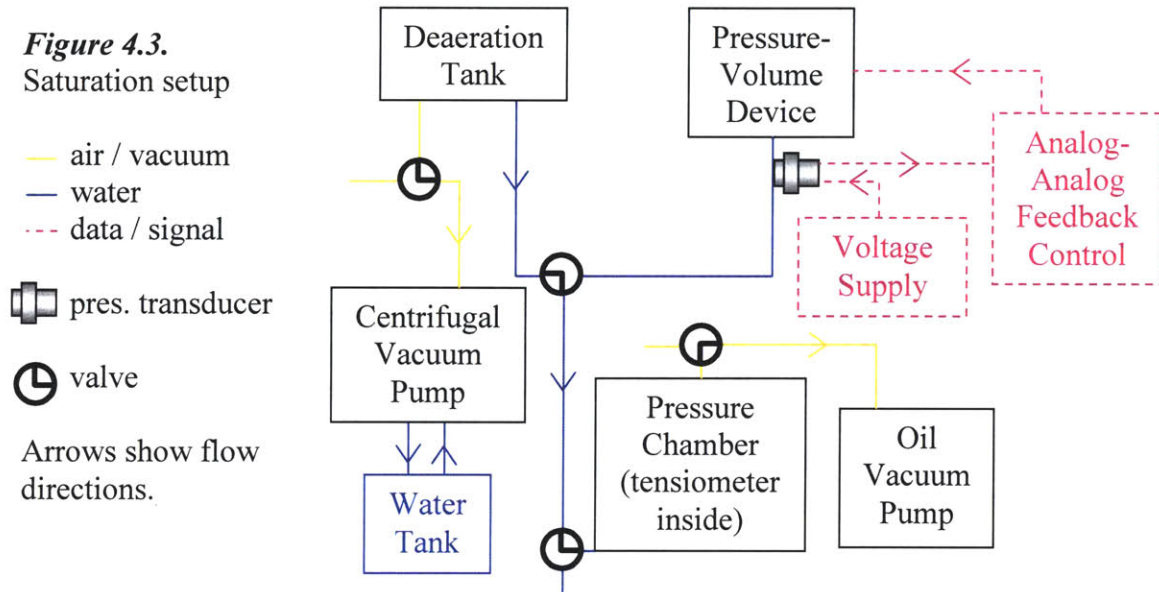 Figure 4.3.
Saturation setup
air / vacuum
water
data / signal
pres. transducer
valve
Arrows show flow
directions.
Deaeration
Tank
Pressure-
Volume
Device
Analog-
Analog
Feedback
Control
Voltage
Supply
Centrifugal
Vacuum
Pump
Water
Tank
Pressure
Chamber
(tensiometer
inside)
Oil
Vacuum
Pump